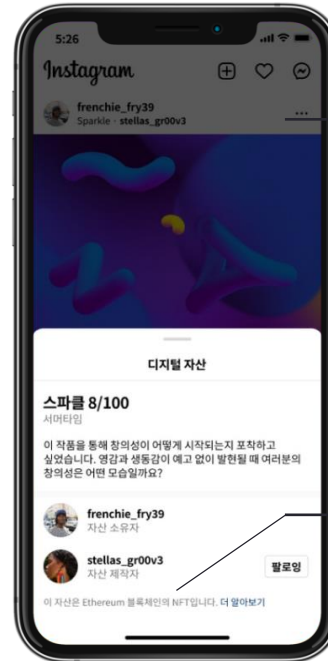 5:26
Instagram
frenchie_fry39
Sparkle · stellas_gr00v3
디지털 자산
스파클 8/100
서머타임
이 작품을 통해 창의성이 어떻게 시작되는지 포착하고
싶었습니다. 영감과 생동감이 예고 없이 발현될 때 여러분의
창의성은 어떤 모습일까요?
frenchie_fry39
자산 소유자
stellas_gr00v3
자산 제작자
팔로잉
이 자산은 Ethereum 블록체인의 NFT입니다. 더 알아보기